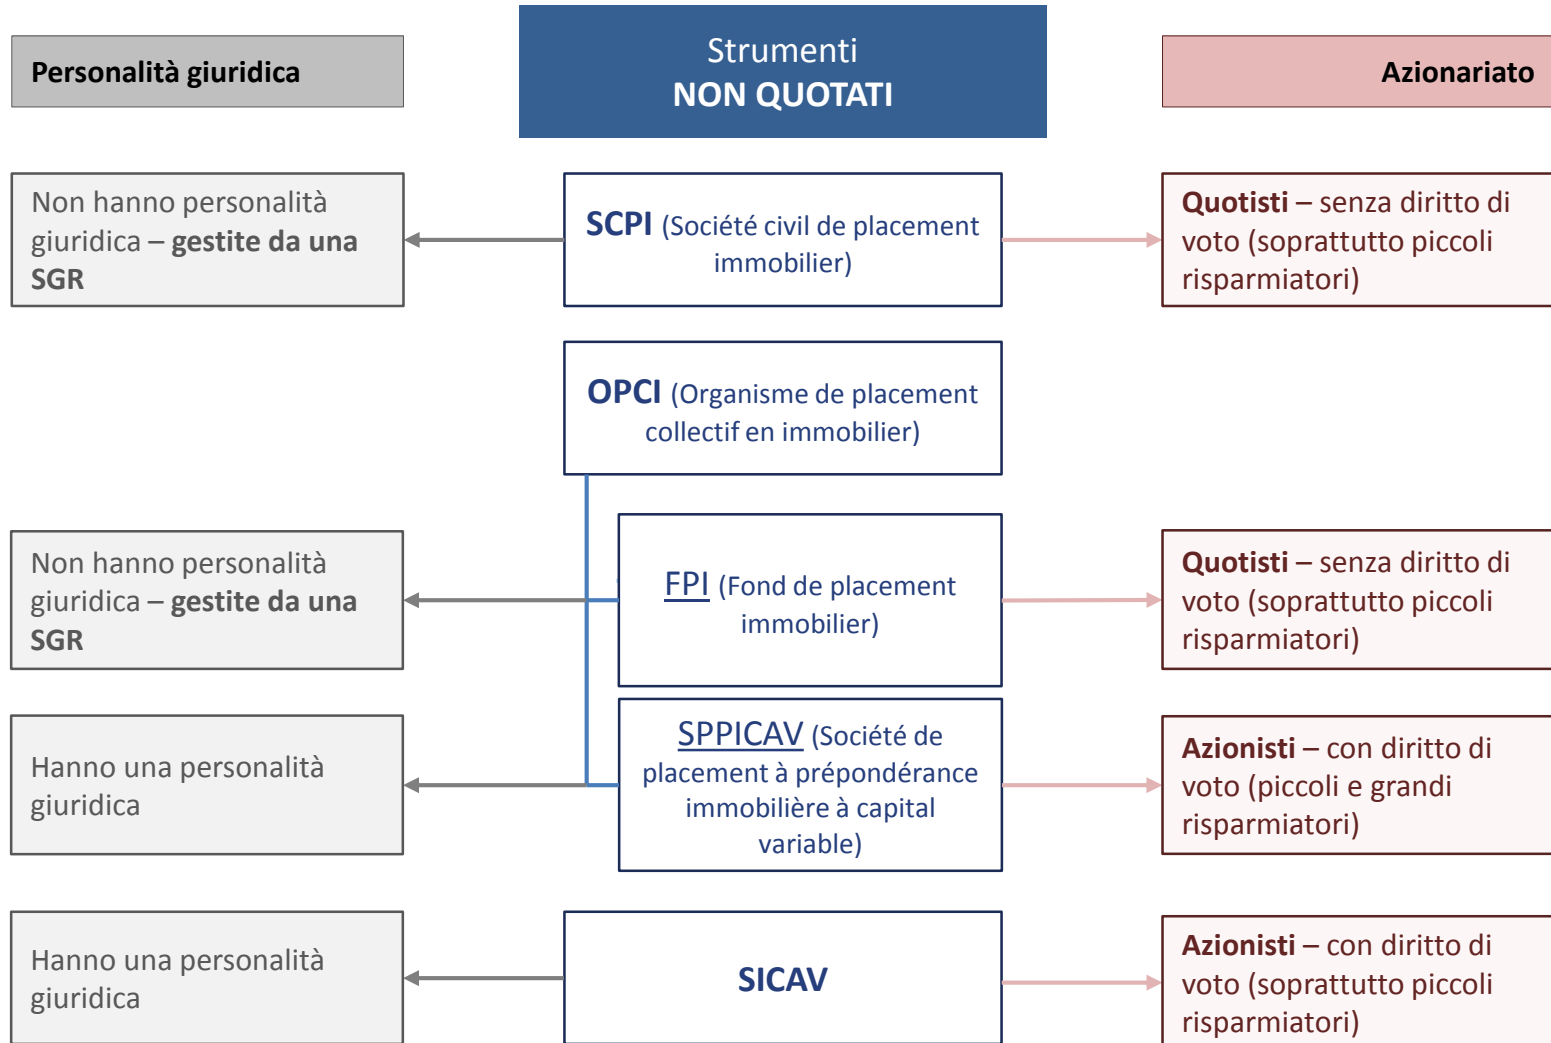 Personalità giuridica
Strumenti
NON QUOTATI
Azionariato
Non hanno personalità
giuridica – gestite da una
SGR
SCPI (Société civil de placement
immobilier)
Quotisti – senza diritto di
voto (soprattutto piccoli
risparmiatori)
OPCI (Organisme de placement
collectif en immobilier)
Non hanno personalità
giuridica – gestite da una
SGR
FPI (Fond de placement
immobilier)
Quotisti – senza diritto di
voto (soprattutto piccoli
risparmiatori)
Hanno una personalità
giuridica
SPPICAV (Société de
placement à prépondérance
immobilière à capital
variable)
Azionisti – con diritto di
voto (piccoli e grandi
risparmiatori)
Hanno una personalità
giuridica
SICAV
Azionisti – con diritto di
voto (soprattutto piccoli
risparmiatori)